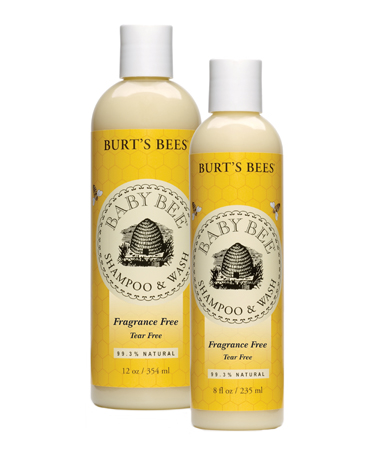 BURT'S BEES
BABY BEE
SHAMPOO & WASH
Fragrance Free
Tear Free
99.3% NATURAL
12 oz / 354 ml
BURT'S BEES
BABY BEE
SHAMPOO & WASH
Fragrance Free
Tear Free
99.3% NATURAL
8 fl oz / 235 ml